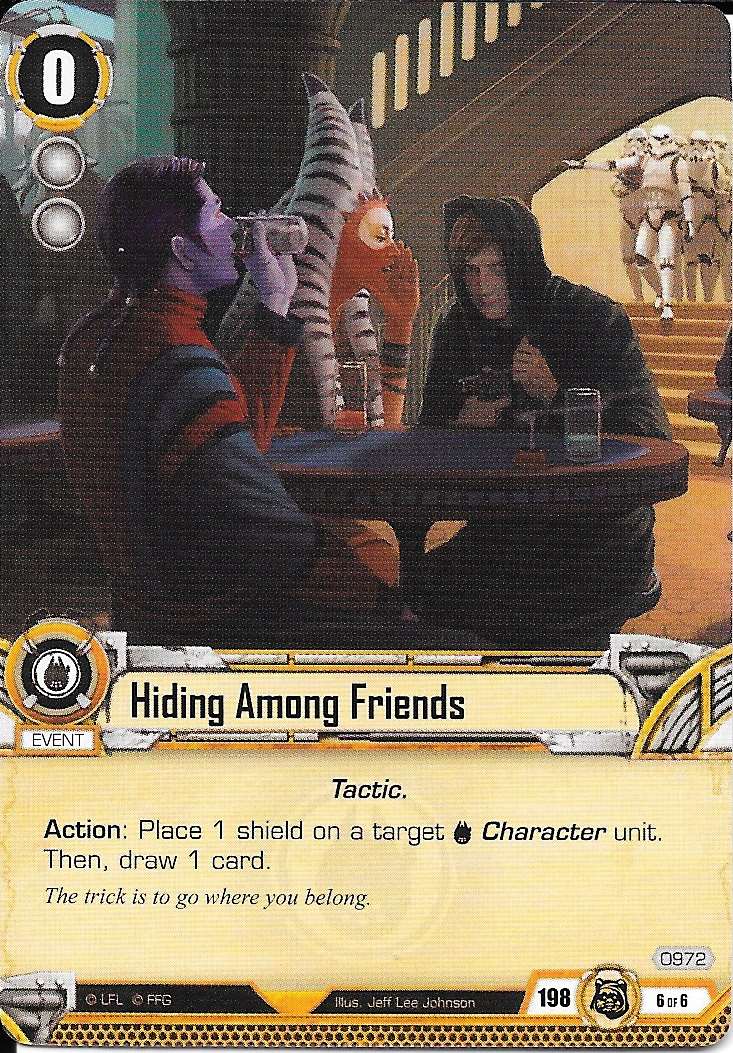 0
Hiding Among Friends
EVENT
Tactic.
Action: Place 1 shield on a target Character unit.
Then, draw 1 card.
The trick is to go where you belong.
0972
© LFL © FFG
Illus. Jeff Lee Johnson
198
6 OF 6